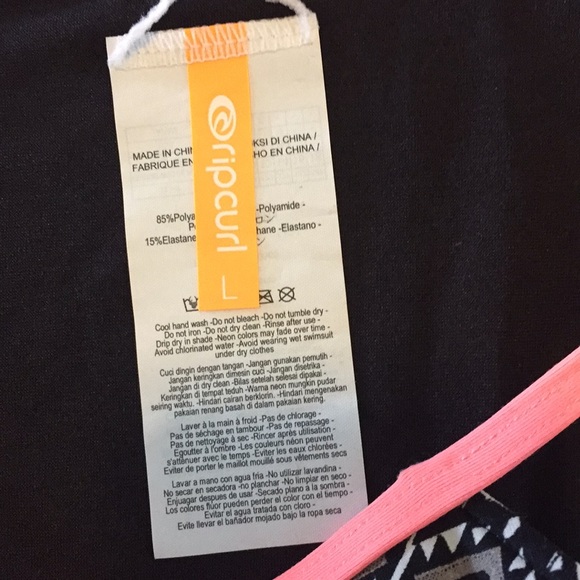 ripcurl
L
MADE IN CHI KSI DI CHINA /
FABRIQUE EN HO EN CHINA /
85%Polya -Polyamide -
P
15%Elastane hane -Elastano -
Cool hand wash -Do not bleach -Do not tumble dry -
Do not iron -Do not dry clean -Rinse after use -
Drip dry in shade -Neon colors may fade over time -
Avoid chlorinated water -Avoid wearing wet swimsuit
under dry clothes
Cuci dingin dengan tangan -Jangan gunakan pemutih -
Jangan keringkan dimesin cuci -Jangan disetrika -
Jangan di dry clean -Bilas setelah selesai dipakai -
Keringkan di tempat teduh -Warna neon mungkin pudar
seiring waktu. -Hindari cairan berklorin. -Hindari mengenakan
pakaian renang basah di dalam pakaian kering.
Laver à la main à froid -Pas de chlorage -
Pas de séchage en tambour -Pas de repassage -
Pas de nettoyage à sec -Rincer après utilisation -
Egoutter à l'ombre -Les couleurs néon peuvent
s'atténuer avec le temps -Eviter les eaux chlorées -
Eviter de porter le maillot mouillé sous vêtements secs
Lavar a mano con agua fria -No utilizar lavandina -
No secar en secadora -no planchar -No limpiar en seco -
Enjuagar despues de usar -Secado plano a la sombra -
Los colores fluor pueden perder el color con el tiempo -
Evitar el agua tratada con cloro -
Evite llevar el bañador mojado bajo la ropa seca